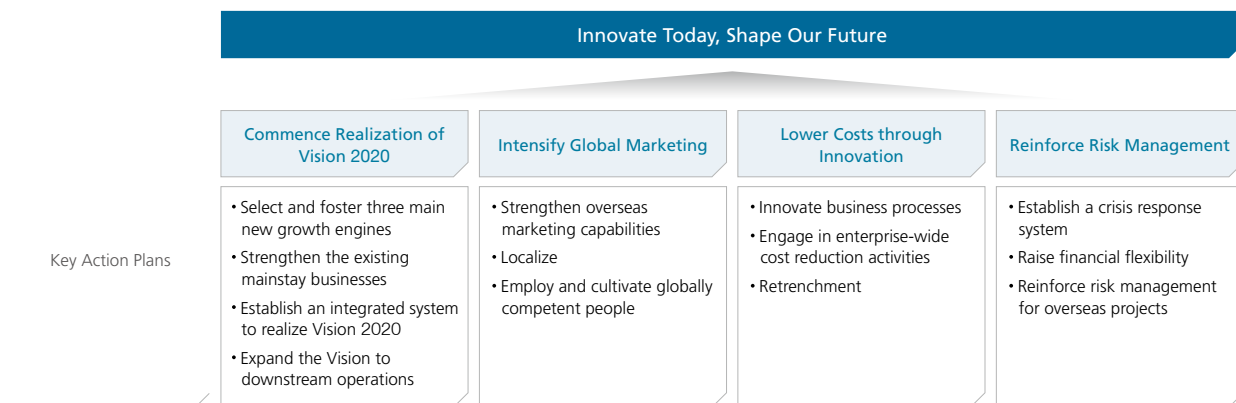 Innovate Today, Shape Our Future
Commence Realization of
Vision 2020
Intensify Global Marketing
Lower Costs through
Innovation
Reinforce Risk Management
Key Action Plans
• Select and foster three main
new growth engines
• Strengthen the existing
mainstay businesses
• Establish an integrated system
to realize Vision 2020
• Expand the Vision to
downstream operations
• Strengthen overseas
marketing capabilities
• Localize
• Employ and cultivate globally
competent people
• Innovate business processes
• Engage in enterprise-wide
cost reduction activities
• Retrenchment
• Establish a crisis response
system
• Raise financial flexibility
• Reinforce risk management
for overseas projects